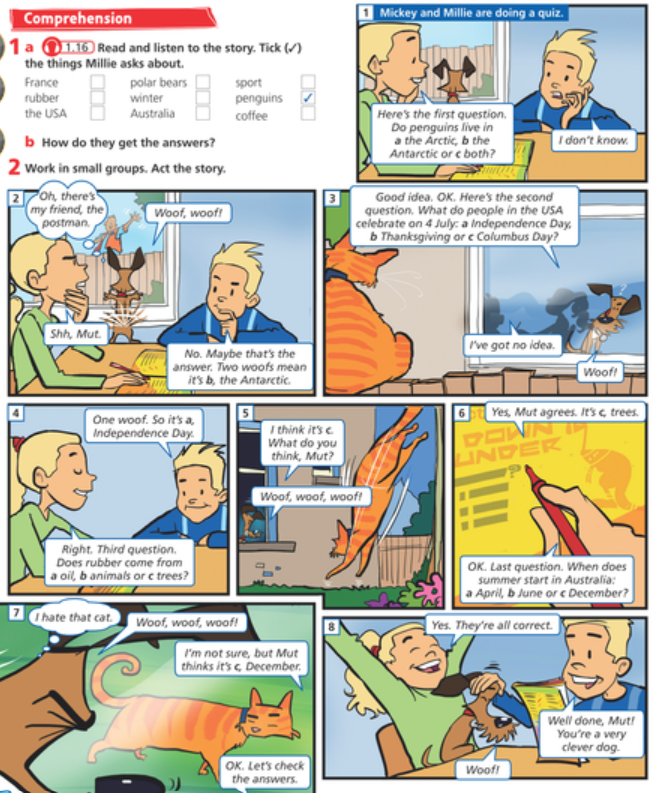 Comprehension
1 a 1.16 Read and listen to the story. Tick (✓)
the things Millie asks about.
France
polar bears
sport
rubber
winter
penguins ✓
the USA
Australia
coffee
b How do they get the answers?
2 Work in small groups. Act the story.
1 Mickey and Millie are doing a quiz.
Here's the first question.
Do penguins live in
a the Arctic, b the
Antarctic or c both?
I don't know.
2
Oh, there's
my friend, the
postman.
Woof, woof!
Shh, Mut.
No. Maybe that's the
answer. Two woofs mean
it's b, the Antarctic.
3
Good idea. OK. Here's the second
question. What do people in the USA
celebrate on 4 July: a Independence Day,
b Thanksgiving or c Columbus Day?
I've got no idea.
Woof!
4
One woof. So it's a,
Independence Day.
Right. Third question.
Does rubber come from
a oil, b animals or c trees?
5
I think it's c.
What do you
think, Mut?
Woof, woof, woof!
6
Yes, Mut agrees. It's c, trees.
DOWN
UNDER
?
OK. Last question. When does
summer start in Australia:
a April, b June or c December?
7
I hate that cat.
Woof, woof, woof!
I'm not sure, but Mut
thinks it's c, December.
OK. Let's check
the answers.
8
Yes. They're all correct.
Well done, Mut!
You're a very
clever dog.
Woof!